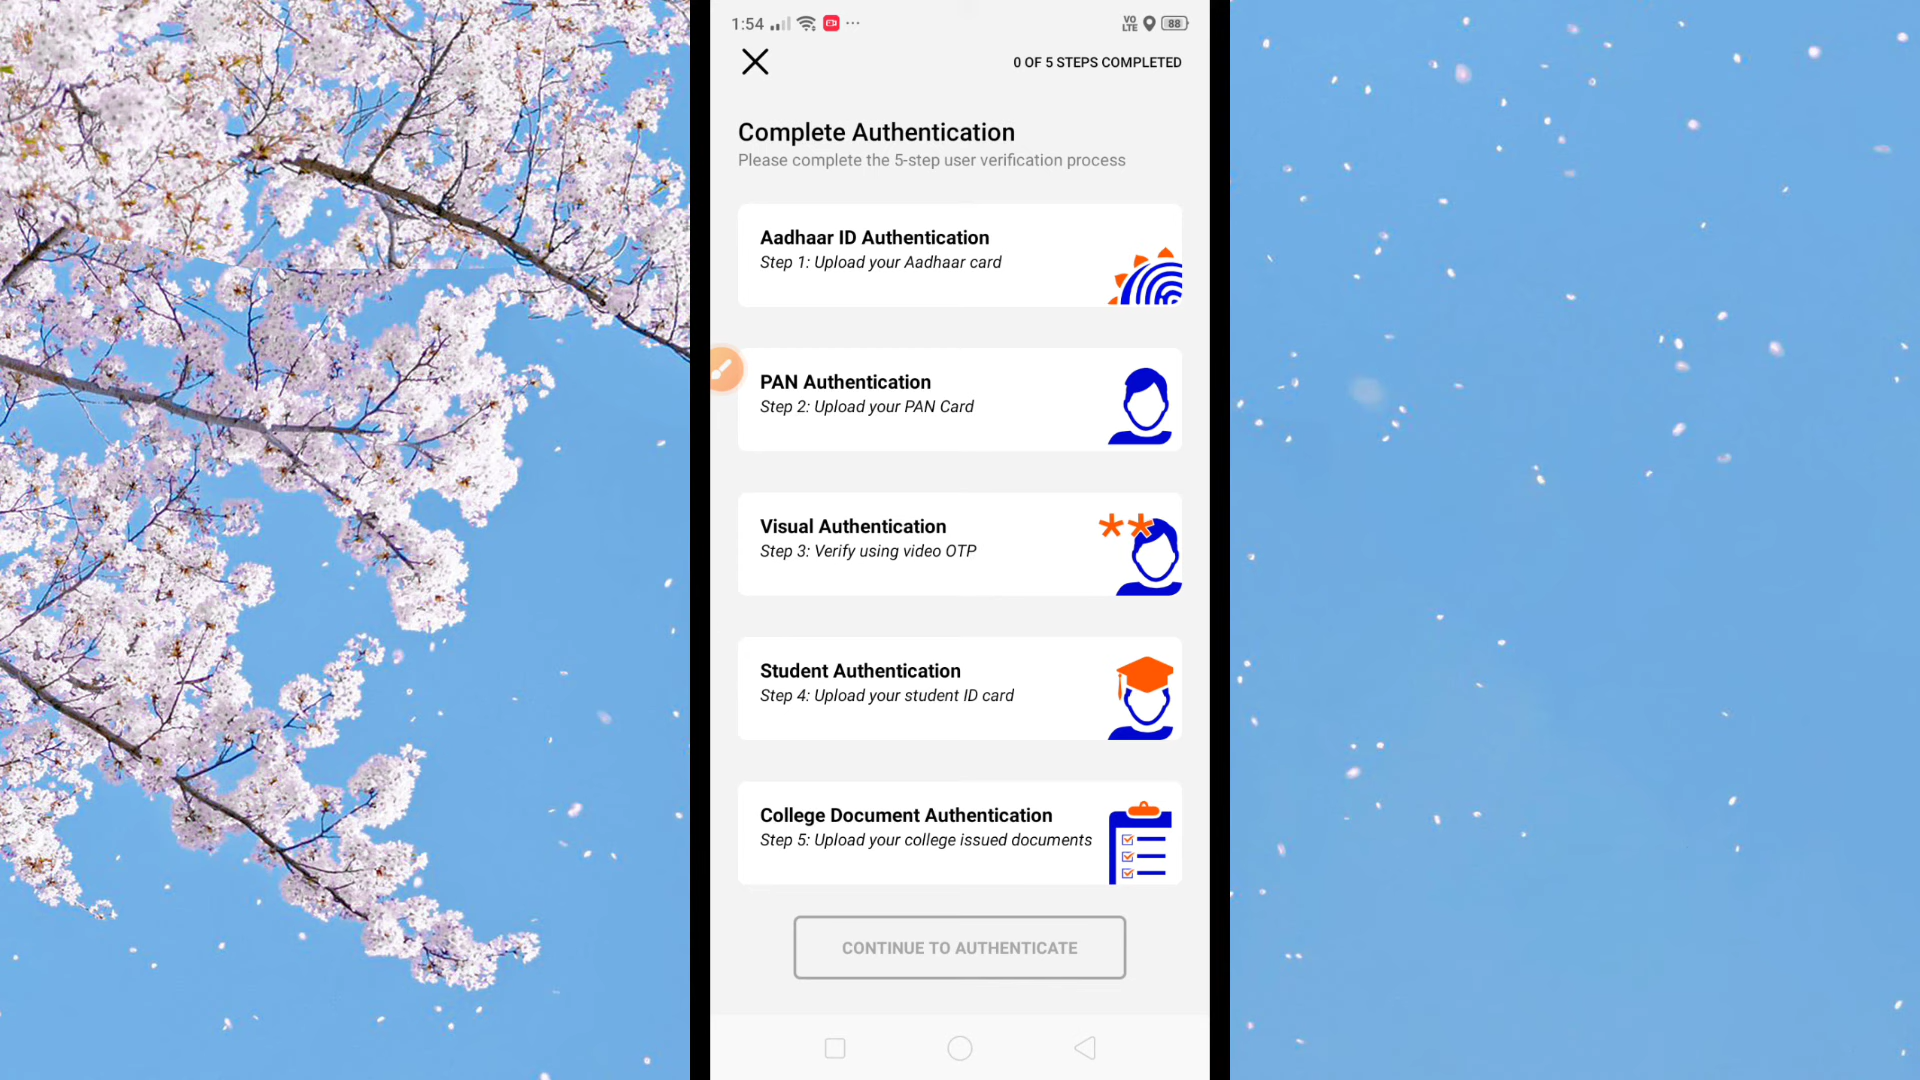 1:54
VO
LTE
88
0 OF 5 STEPS COMPLETED
Complete Authentication
Please complete the 5-step user verification process
Aadhaar ID Authentication
Step 1: Upload your Aadhaar card
PAN Authentication
Step 2: Upload your PAN Card
Visual Authentication
Step 3: Verify using video OTP
Student Authentication
Step 4: Upload your student ID card
College Document Authentication
Step 5: Upload your college issued documents
CONTINUE TO AUTHENTICATE